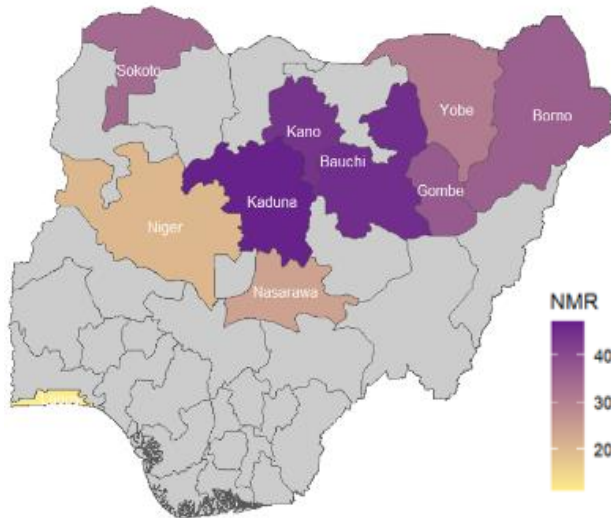 Sokoto
Yobe
Borno
Kano
Bauchi
Gombe
Kaduna
Niger
Nasarawa
NMR
40
30
20